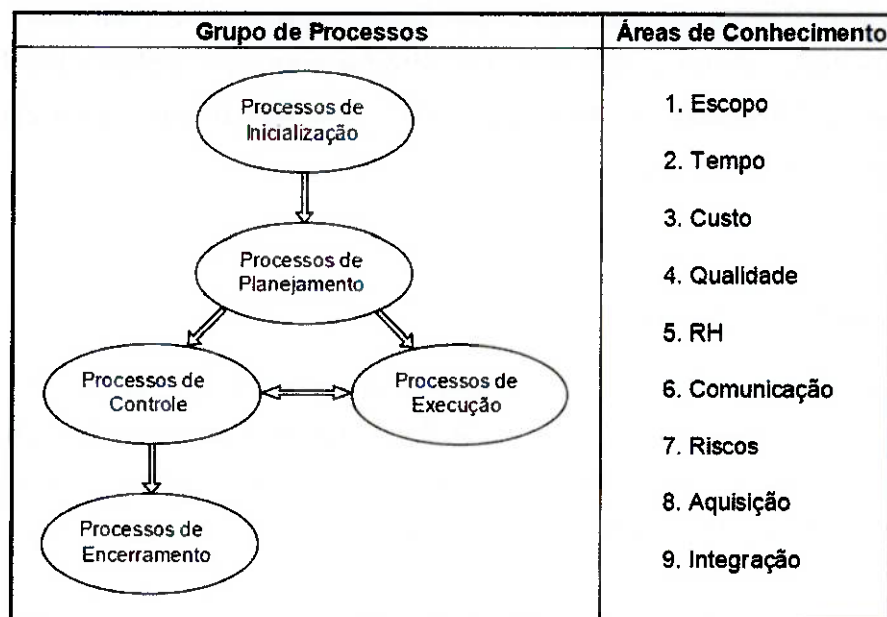 Grupo de Processos
Áreas de Conhecimento
Processos de
Inicialização
Processos de
Planejamento
Processos de
Controle
Processos de
Execução
Processos de
Encerramento
1. Escopo
2. Tempo
3. Custo
4. Qualidade
5. RH
6. Comunicação
7. Riscos
8. Aquisição
9. Integração